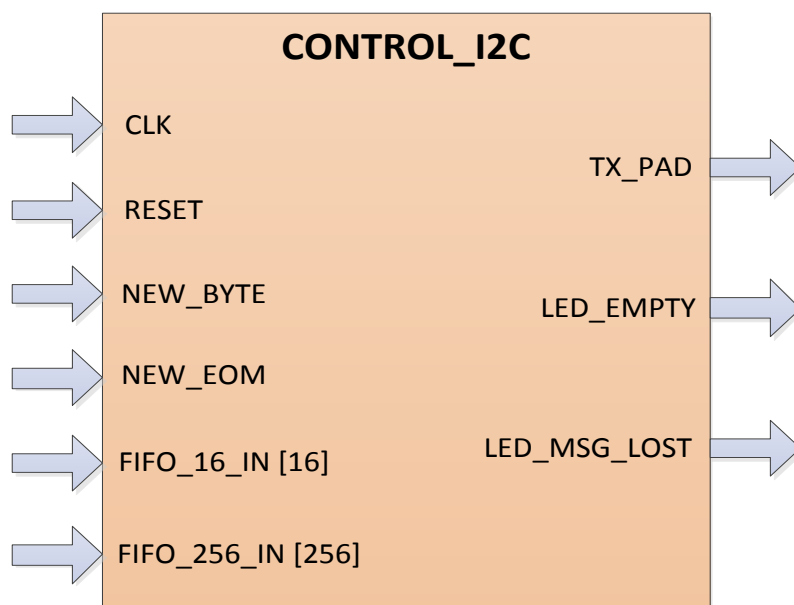 CONTROL_I2C
CLK
TX_PAD
RESET
NEW_BYTE
LED_EMPTY
NEW_EOM
LED_MSG_LOST
FIFO_16_IN [16]
FIFO_256_IN [256]